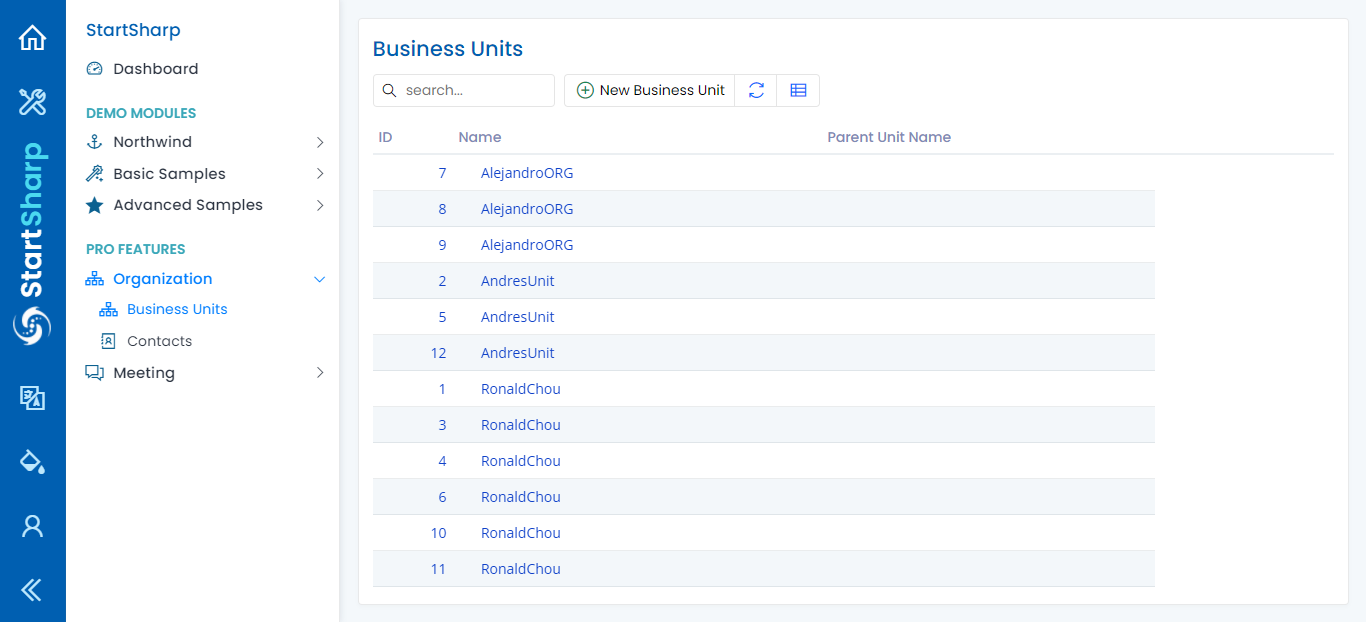 StartSharp
StartSharp
Dashboard
DEMO MODULES
Northwind
Basic Samples
Advanced Samples
PRO FEATURES
Organization
Business Units
Contacts
Meeting
Business Units
search...
New Business Unit
ID Name Parent Unit Name
7 AlejandroORG
8 AlejandroORG
9 AlejandroORG
2 AndresUnit
5 AndresUnit
12 AndresUnit
1 RonaldChou
3 RonaldChou
4 RonaldChou
6 RonaldChou
10 RonaldChou
11 RonaldChou